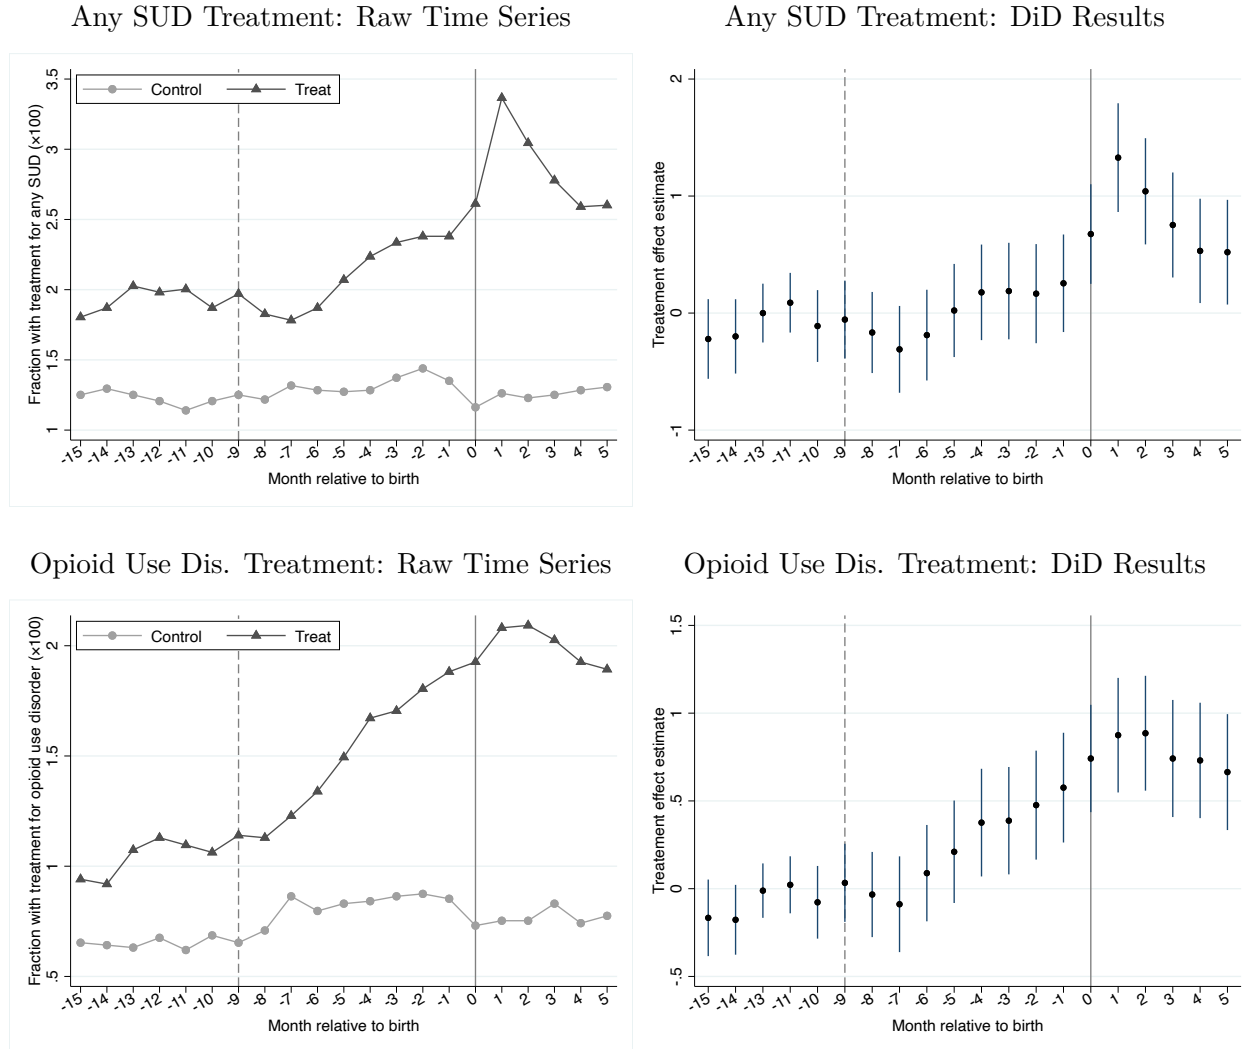 Any SUD Treatment: Raw Time Series
Fraction with treatment for any SUD (×100)
3.5
3
2.5
2
1.5
1
Control
Treat
-15 -14 -13 -12 -11 -10 -9 -8 -7 -6 -5 -4 -3 -2 -1 0 1 2 3 4 5
Month relative to birth
Any SUD Treatment: DiD Results
Treatement effect estimate
2
1
0
-1
-15 -14 -13 -11 -10 -9 -8 -7 -6 -5 -4 -3 -2 -1 0 1 2 3 4 5
Month relative to birth
Opioid Use Dis. Treatment: Raw Time Series
Fraction with treatment for opioid use disorder (×100)
2
1.5
1
.5
Control
Treat
-15 -14 -13 -12 -11 -10 -9 -8 -7 -6 -5 -4 -3 -2 -1 0 1 2 3 4 5
Month relative to birth
Opioid Use Dis. Treatment: DiD Results
Treatement effect estimate
1.5
1
.5
0
-.5
-15 -14 -13 -11 -10 -9 -8 -7 -6 -5 -4 -3 -2 -1 0 1 2 3 4 5
Month relative to birth